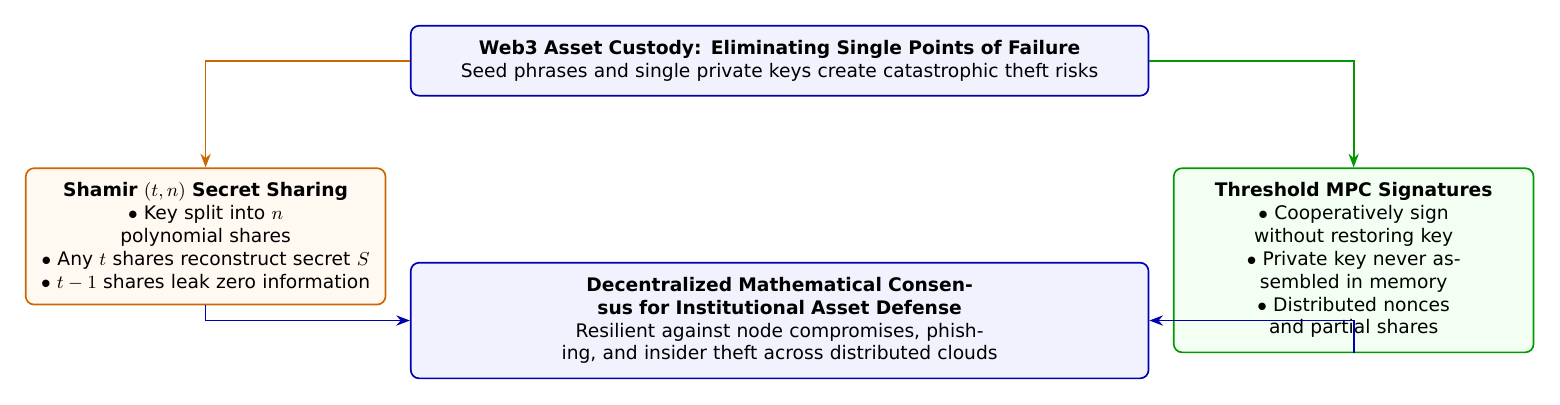 Web3 Asset Custody: Eliminating Single Points of Failure
Seed phrases and single private keys create catastrophic theft risks
Shamir (t, n) Secret Sharing
• Key split into n
polynomial shares
• Any t shares reconstruct secret S
• t − 1 shares leak zero information
Threshold MPC Signatures
• Cooperatively sign
without restoring key
• Private key never as-
sembled in memory
• Distributed nonces
and partial shares
Decentralized Mathematical Consen-
sus for Institutional Asset Defense
Resilient against node compromises, phish-
ing, and insider theft across distributed clouds